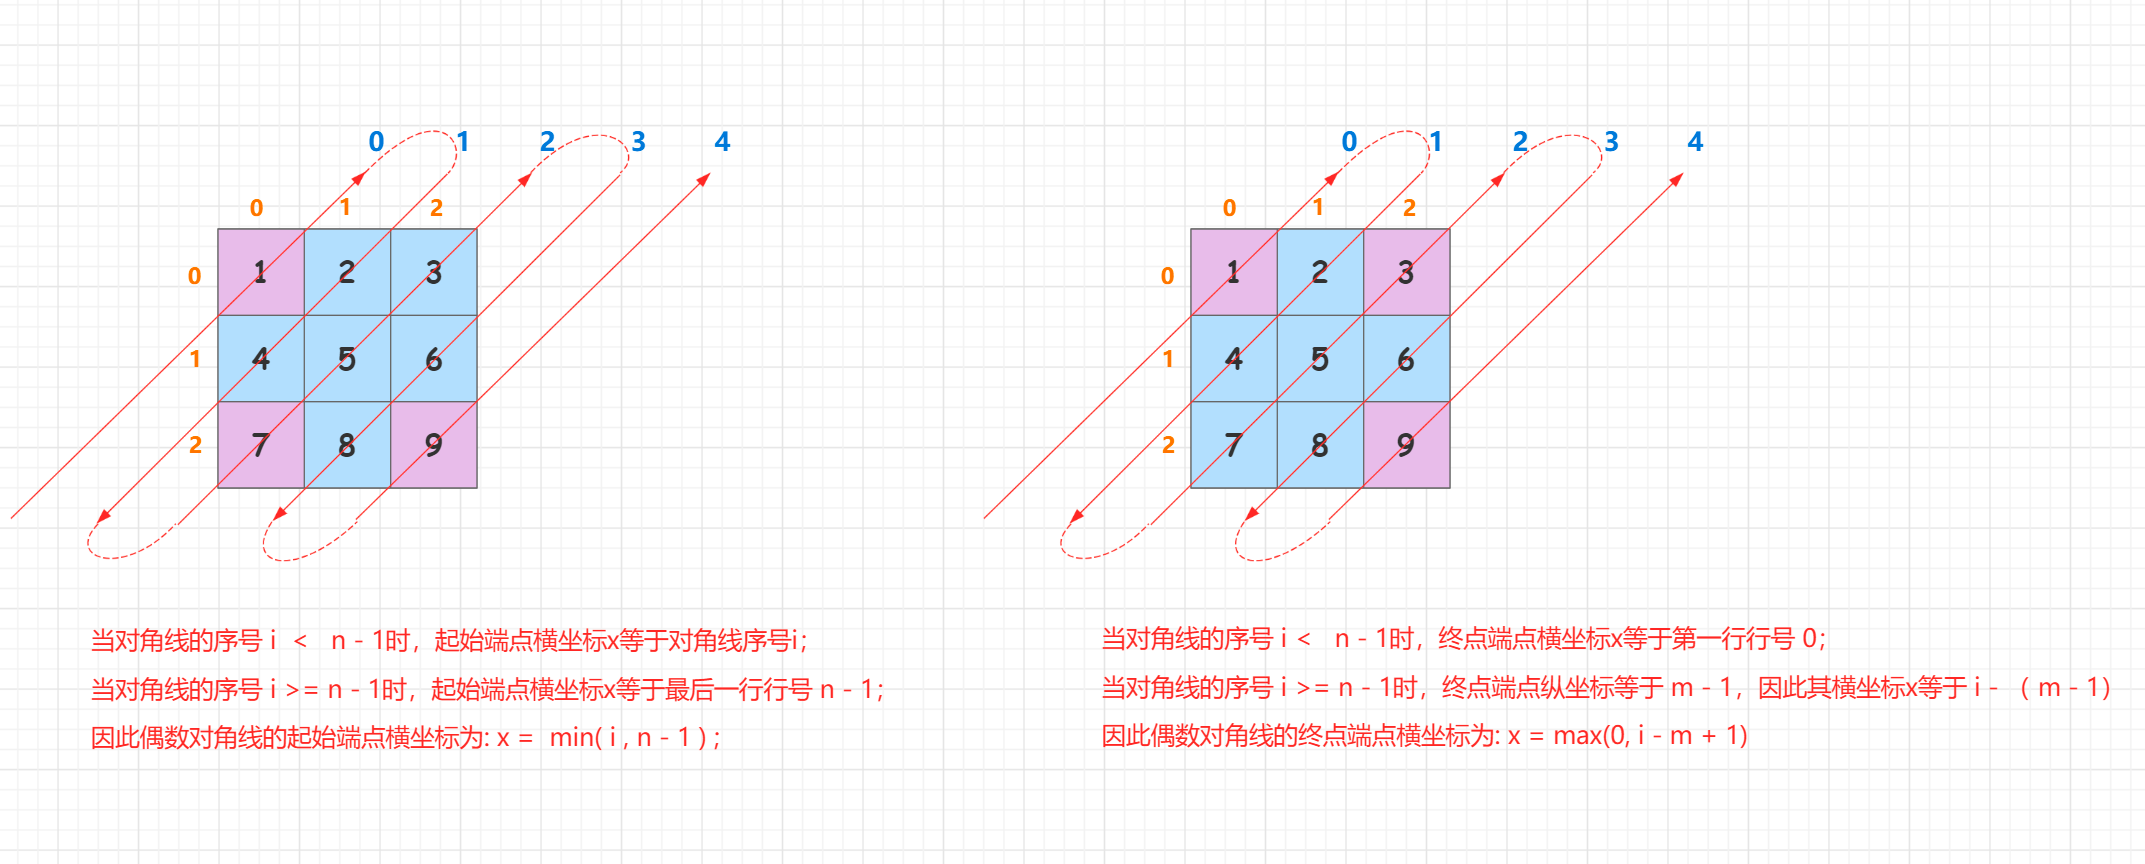 0 1 2 3 4
0 1 2
0 1 2 3
1 4 5 6
2 7 8 9
当对角线的序号 i < n - 1时，起始端点横坐标x等于对角线序号i；
当对角线的序号 i >= n - 1时，起始端点横坐标x等于最后一行行号 n - 1；
因此偶数对角线的起始端点横坐标为: x = min( i , n - 1 ) ;
0 1 2 3 4
0 1 2
0 1 2 3
1 4 5 6
2 7 8 9
当对角线的序号 i < n - 1时，终点端点横坐标x等于第一行行号 0；
当对角线的序号 i >= n - 1时，终点端点纵坐标等于 m - 1，因此其横坐标x等于 i - （ m - 1）
因此偶数对角线的终点端点横坐标为: x = max(0, i - m + 1)